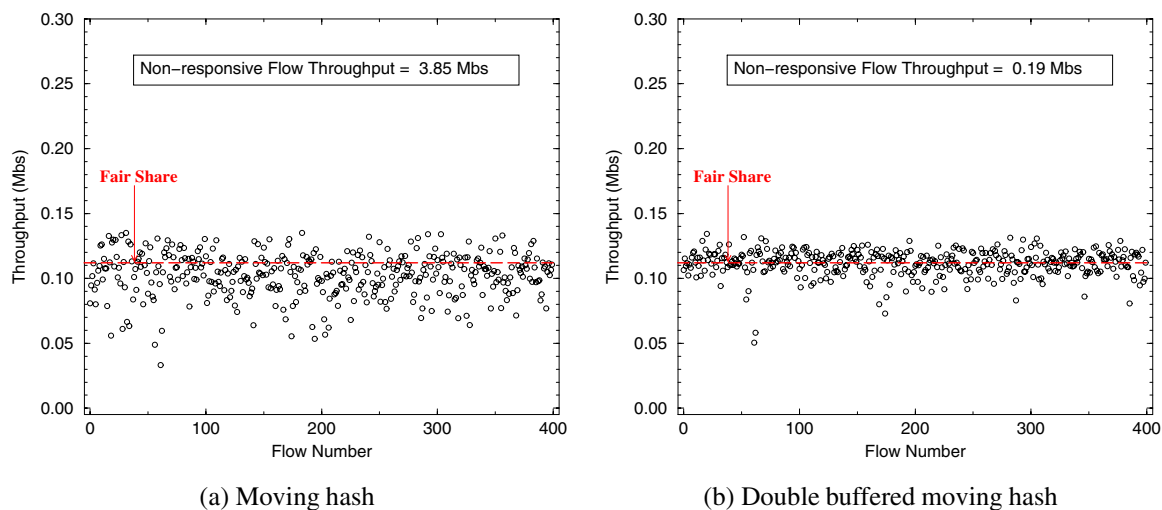 0.30
0.25
0.20
0.15
0.10
0.05
0.00
Throughput (Mbs)
Non-responsive Flow Throughput = 3.85 Mbs
Fair Share
0 100 200 300 400
Flow Number
(a) Moving hash
0.30
0.25
0.20
0.15
0.10
0.05
0.00
Throughput (Mbs)
Non-responsive Flow Throughput = 0.19 Mbs
Fair Share
0 100 200 300 400
Flow Number
(b) Double buffered moving hash